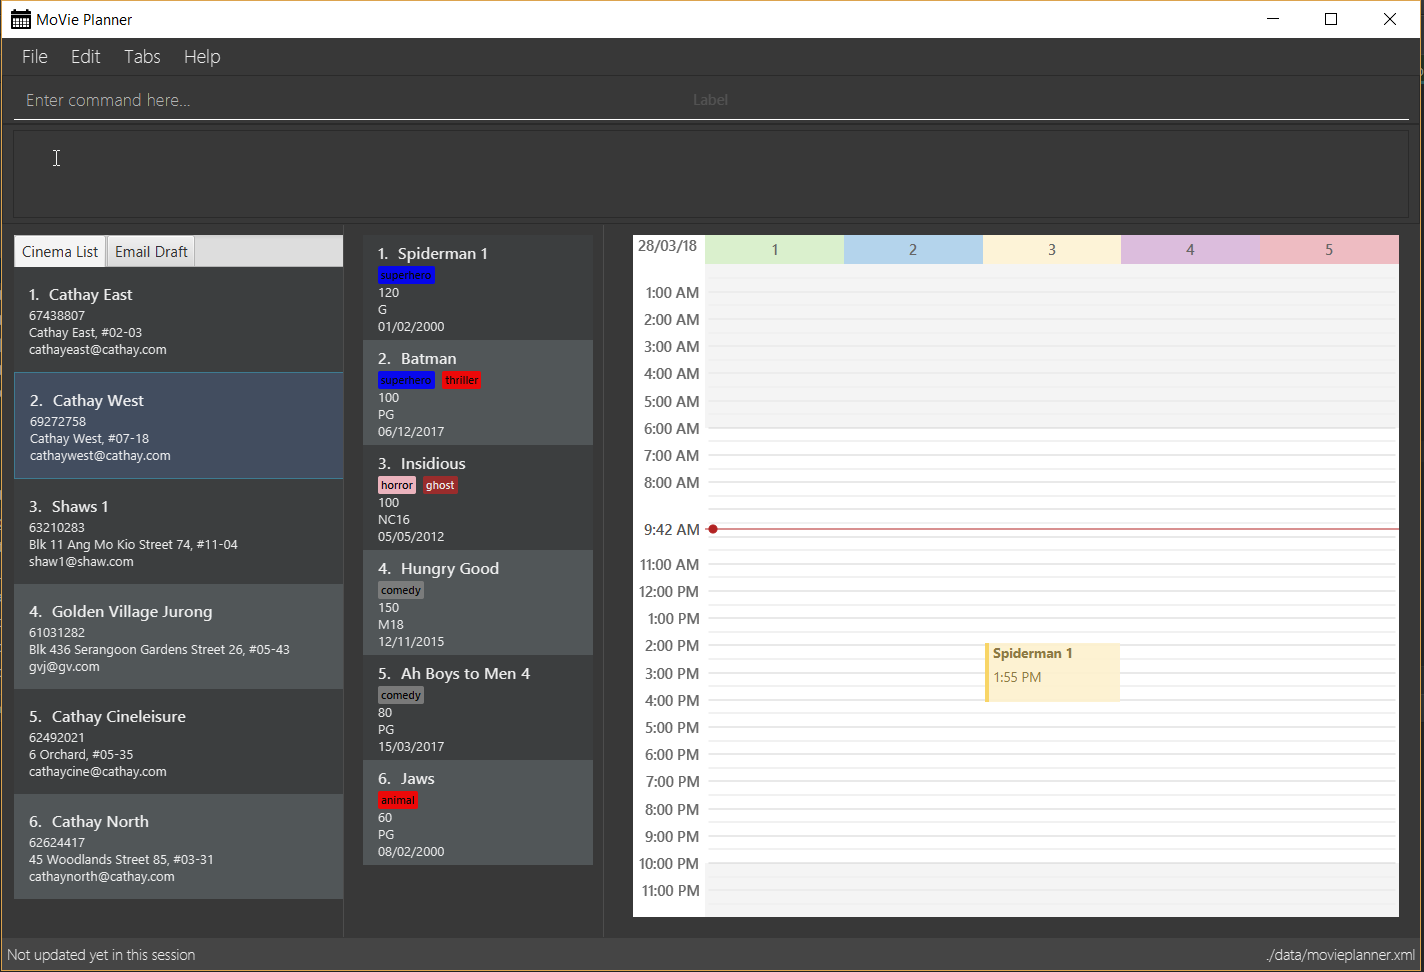 MoVie Planner
File Edit Tabs Help
Enter command here...
Label
Cinema List Email Draft
1. Cathay East
67438807
Cathay East, #02-03
cathayeast@cathay.com
2. Cathay West
69272758
Cathay West, #07-18
cathaywest@cathay.com
3. Shaws 1
63210283
Blk 11 Ang Mo Kio Street 74, #11-04
shaw1@shaw.com
4. Golden Village Jurong
61031282
Blk 436 Serangoon Gardens Street 26, #05-43
gvj@gv.com
5. Cathay Cineleisure
62492021
6 Orchard, #05-35
cathaycine@cathay.com
6. Cathay North
62624417
45 Woodlands Street 85, #03-31
cathaynorth@cathay.com
1. Spiderman 1
superhero
120
G
01/02/2000
2. Batman
superhero thriller
100
PG
06/12/2017
3. Insidious
horror ghost
100
NC16
05/05/2012
4. Hungry Good
comedy
150
M18
12/11/2015
5. Ah Boys to Men 4
comedy
80
PG
15/03/2017
6. Jaws
animal
60
PG
08/02/2000
28/03/18 1 2 3 4 5
1:00 AM
2:00 AM
3:00 AM
4:00 AM
5:00 AM
6:00 AM
7:00 AM
8:00 AM
9:42 AM
11:00 AM
12:00 PM
1:00 PM
2:00 PM
Spiderman 1
3:00 PM
1:55 PM
4:00 PM
5:00 PM
6:00 PM
7:00 PM
8:00 PM
9:00 PM
10:00 PM
11:00 PM
Not updated yet in this session
./data/movieplanner.xml